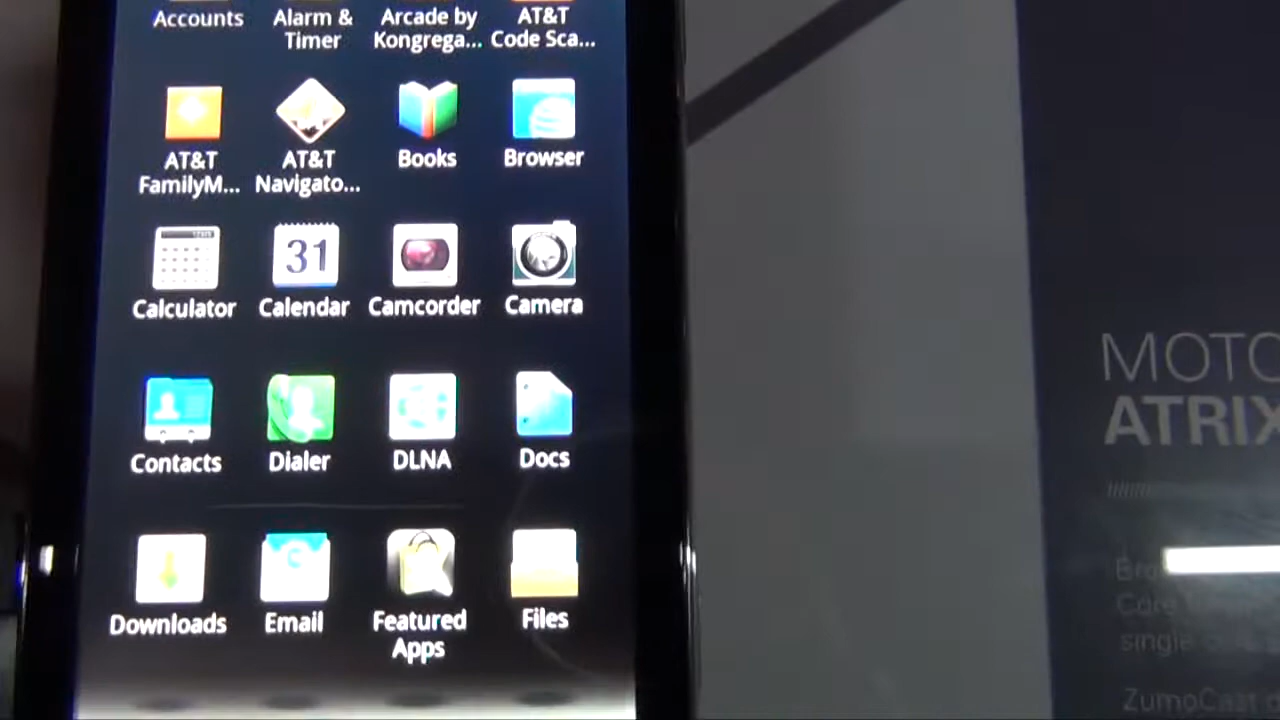 Accounts
Alarm &
Timer
Arcade by
Kongrega...
AT&T
Code Sca...
AT&T
FamilyM...
AT&T
Navigato...
Books
Browser
Calculator
31
Calendar
Camcorder
Camera
Contacts
Dialer
DLNA
Docs
Downloads
Email
Featured
Apps
Files
MOTO
ATRIX
single
ZumoCast